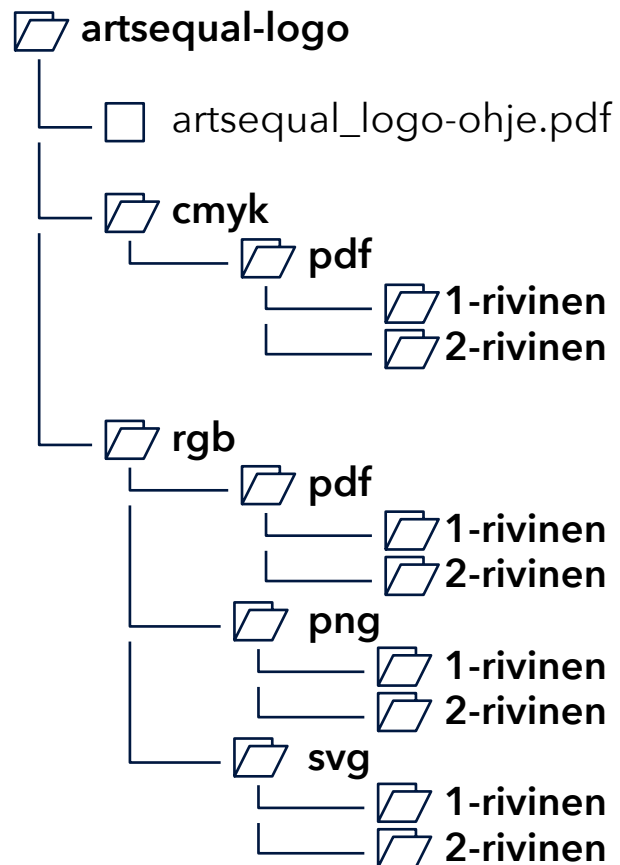 artsequal-logo
artsequal_logo-ohje.pdf
cmyk
pdf
1-rivinen
2-rivinen
rgb
pdf
1-rivinen
2-rivinen
png
1-rivinen
2-rivinen
svg
1-rivinen
2-rivinen